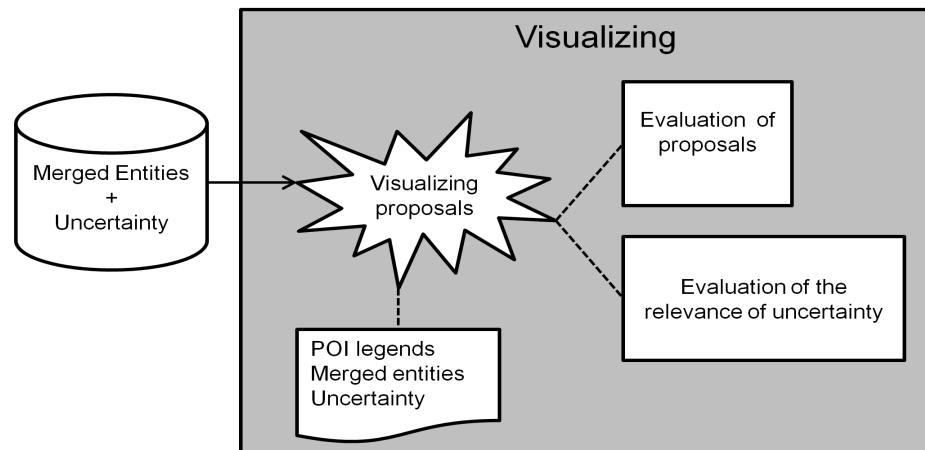 Visualizing
Merged Entities
+
Uncertainty
Visualizing
proposals
Evaluation of
proposals
Evaluation of the
relevance of uncertainty
POI legends
Merged entities
Uncertainty